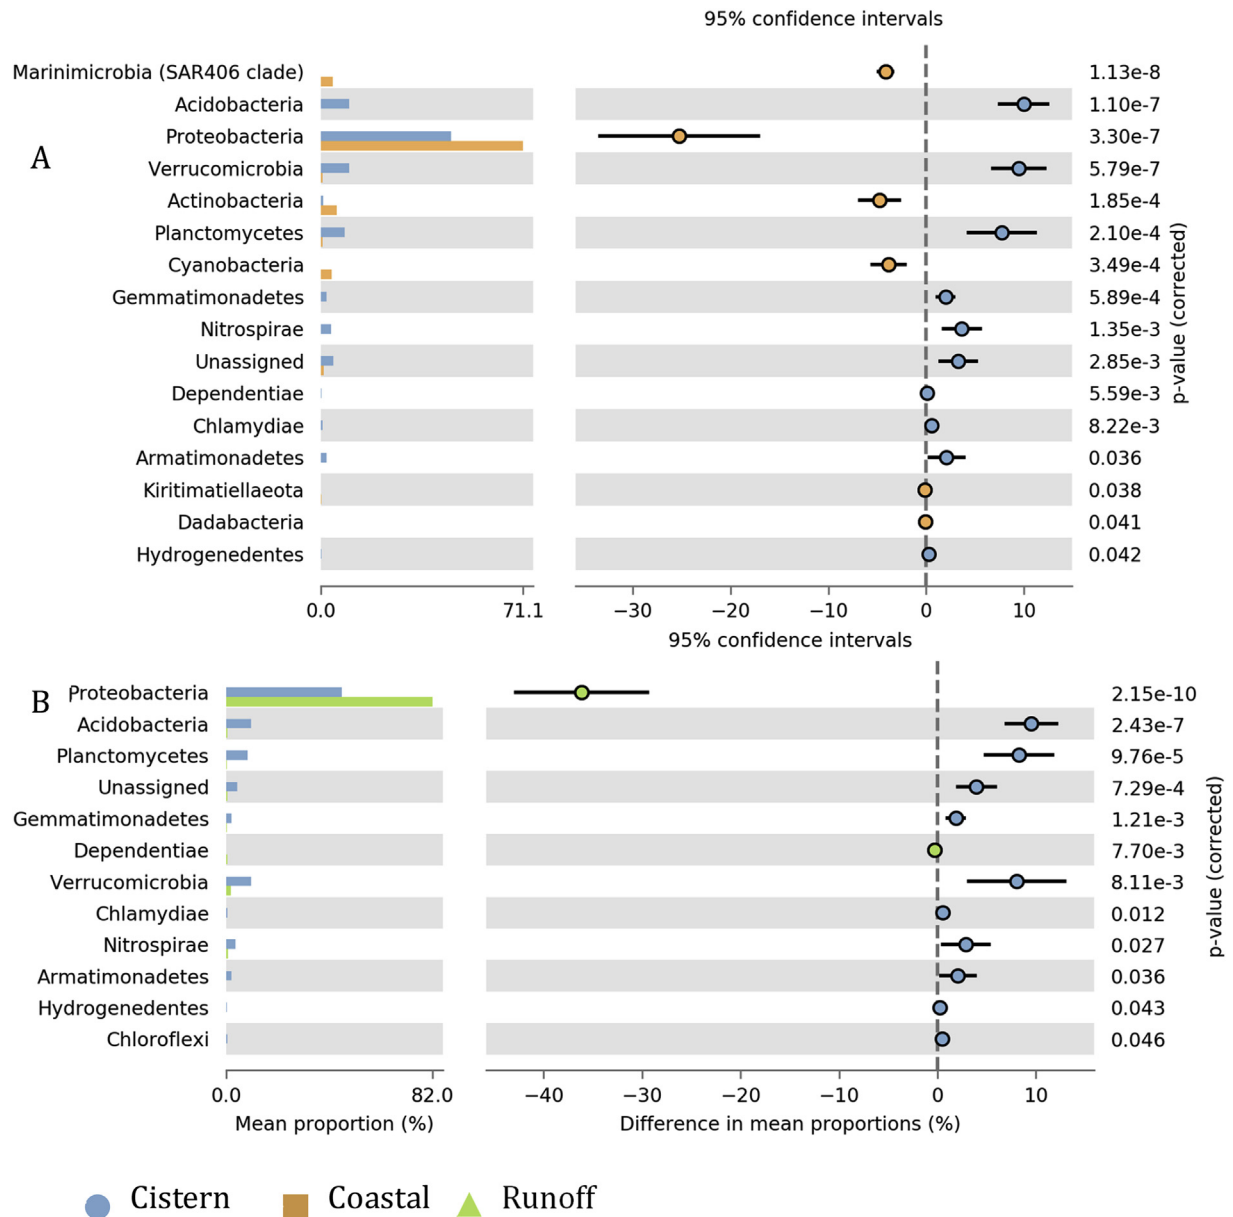 95% confidence intervals
A
Marinimicrobia (SAR406 clade) 1.13e-8
Acidobacteria 1.10e-7
Proteobacteria 3.30e-7
Verrucomicrobia 5.79e-7
Actinobacteria 1.85e-4
Planctomycetes 2.10e-4
Cyanobacteria 3.49e-4
Gemmatimonadetes 5.89e-4
Nitrospirae 1.35e-3
Unassigned 2.85e-3
Dependentiae 5.59e-3
Chlamydiae 8.22e-3
Armatimonadetes 0.036
Kiritimatiellaeota 0.038
Dadabacteria 0.041
Hydrogenedentes 0.042
p-value (corrected)
0.0 71.1 −30 −20 −10 0 10
95% confidence intervals
B
Proteobacteria 2.15e-10
Acidobacteria 2.43e-7
Planctomycetes 9.76e-5
Unassigned 7.29e-4
Gemmatimonadetes 1.21e-3
Dependentiae 7.70e-3
Verrucomicrobia 8.11e-3
Chlamydiae 0.012
Nitrospirae 0.027
Armatimonadetes 0.036
Hydrogenedentes 0.043
Chloroflexi 0.046
p-value (corrected)
0.0 82.0 −40 −30 −20 −10 0 10
Mean proportion (%) Difference in mean proportions (%)
Cistern Coastal Runoff